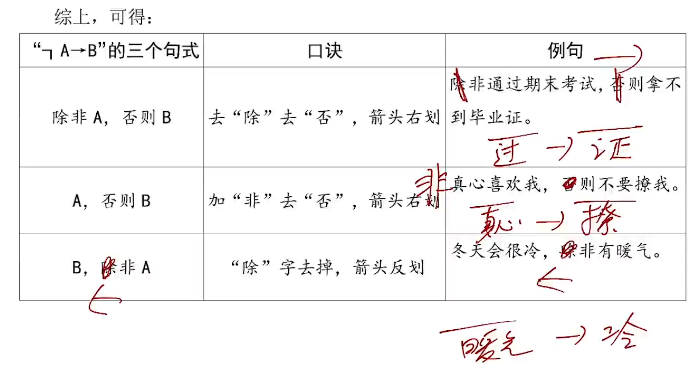 综上，可得：
“┐A→B”的三个句式 口诀 例句
除非 A，否则 B 去“除”去“否”，箭头右划 除非通过期末考试，否则拿不到毕业证。
过 → 证
A，否则 B 加“非”去“否”，箭头右划 非 真心喜欢我，否则不要撩我。
真心 → 撩
B，除非 A “除”字去掉，箭头反划 冬天会很冷，除非有暖气。
暖气 → 冷